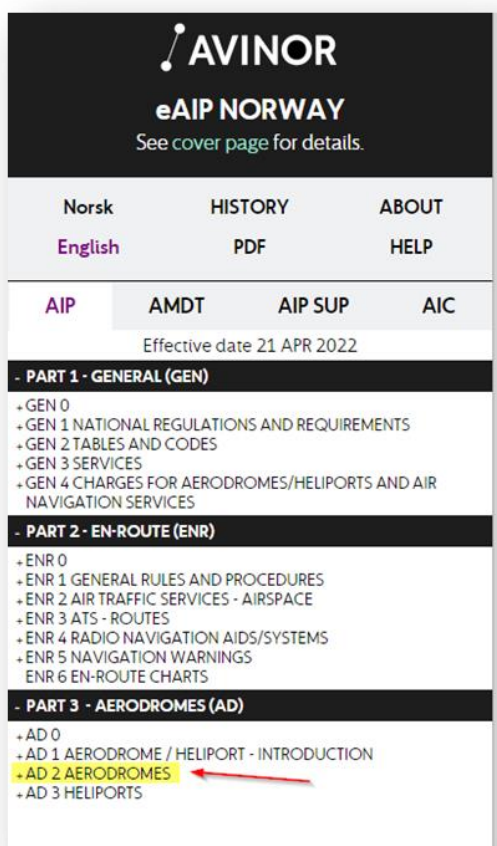 AVINOR
eAIP NORWAY
See cover page for details.
Norsk HISTORY ABOUT
English PDF HELP
AIP AMDT AIP SUP AIC
Effective date 21 APR 2022
- PART 1 - GENERAL (GEN)
+ GEN 0
+ GEN 1 NATIONAL REGULATIONS AND REQUIREMENTS
+ GEN 2 TABLES AND CODES
+ GEN 3 SERVICES
+ GEN 4 CHARGES FOR AERODROMES/HELIPORTS AND AIR
NAVIGATION SERVICES
- PART 2 - EN-ROUTE (ENR)
+ ENR 0
+ ENR 1 GENERAL RULES AND PROCEDURES
+ ENR 2 AIR TRAFFIC SERVICES - AIRSPACE
+ ENR 3 ATS - ROUTES
+ ENR 4 RADIO NAVIGATION AIDS/SYSTEMS
+ ENR 5 NAVIGATION WARNINGS
ENR 6 EN-ROUTE CHARTS
- PART 3 - AERODROMES (AD)
+ AD 0
+ AD 1 AERODROME / HELIPORT - INTRODUCTION
+ AD 2 AERODROMES
+ AD 3 HELIPORTS